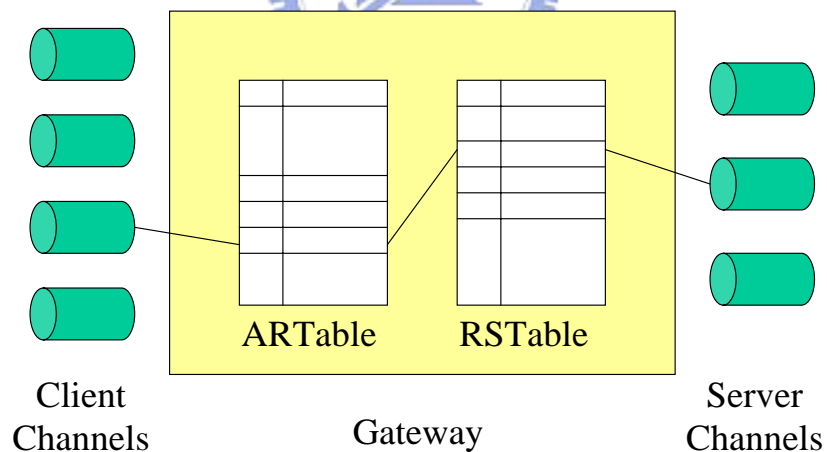 ARTable
RSTable
Client
Channels
Gateway
Server
Channels